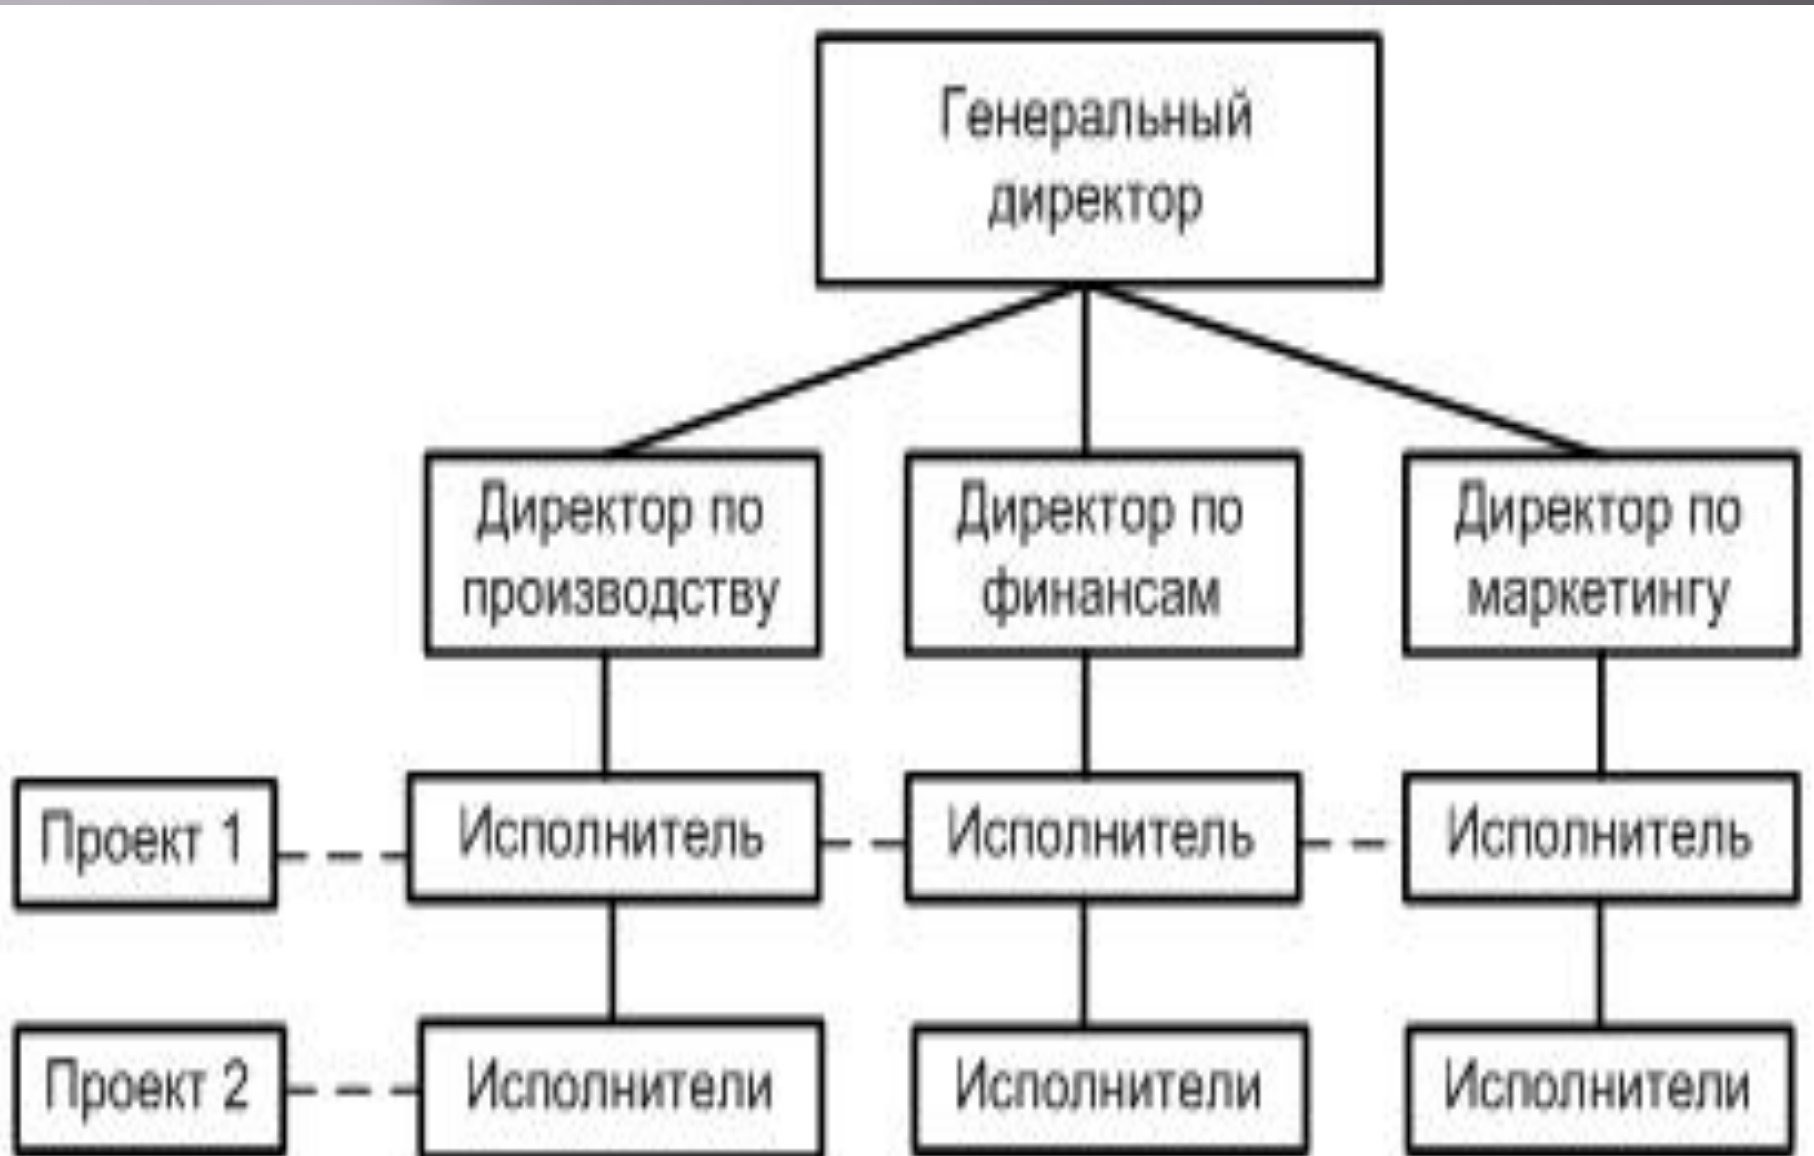 Генеральный
директор
Директор по
производству
Директор по
финансам
Директор по
маркетингу
Проект 1
Исполнитель
Исполнитель
Исполнитель
Проект 2
Исполнители
Исполнители
Исполнители